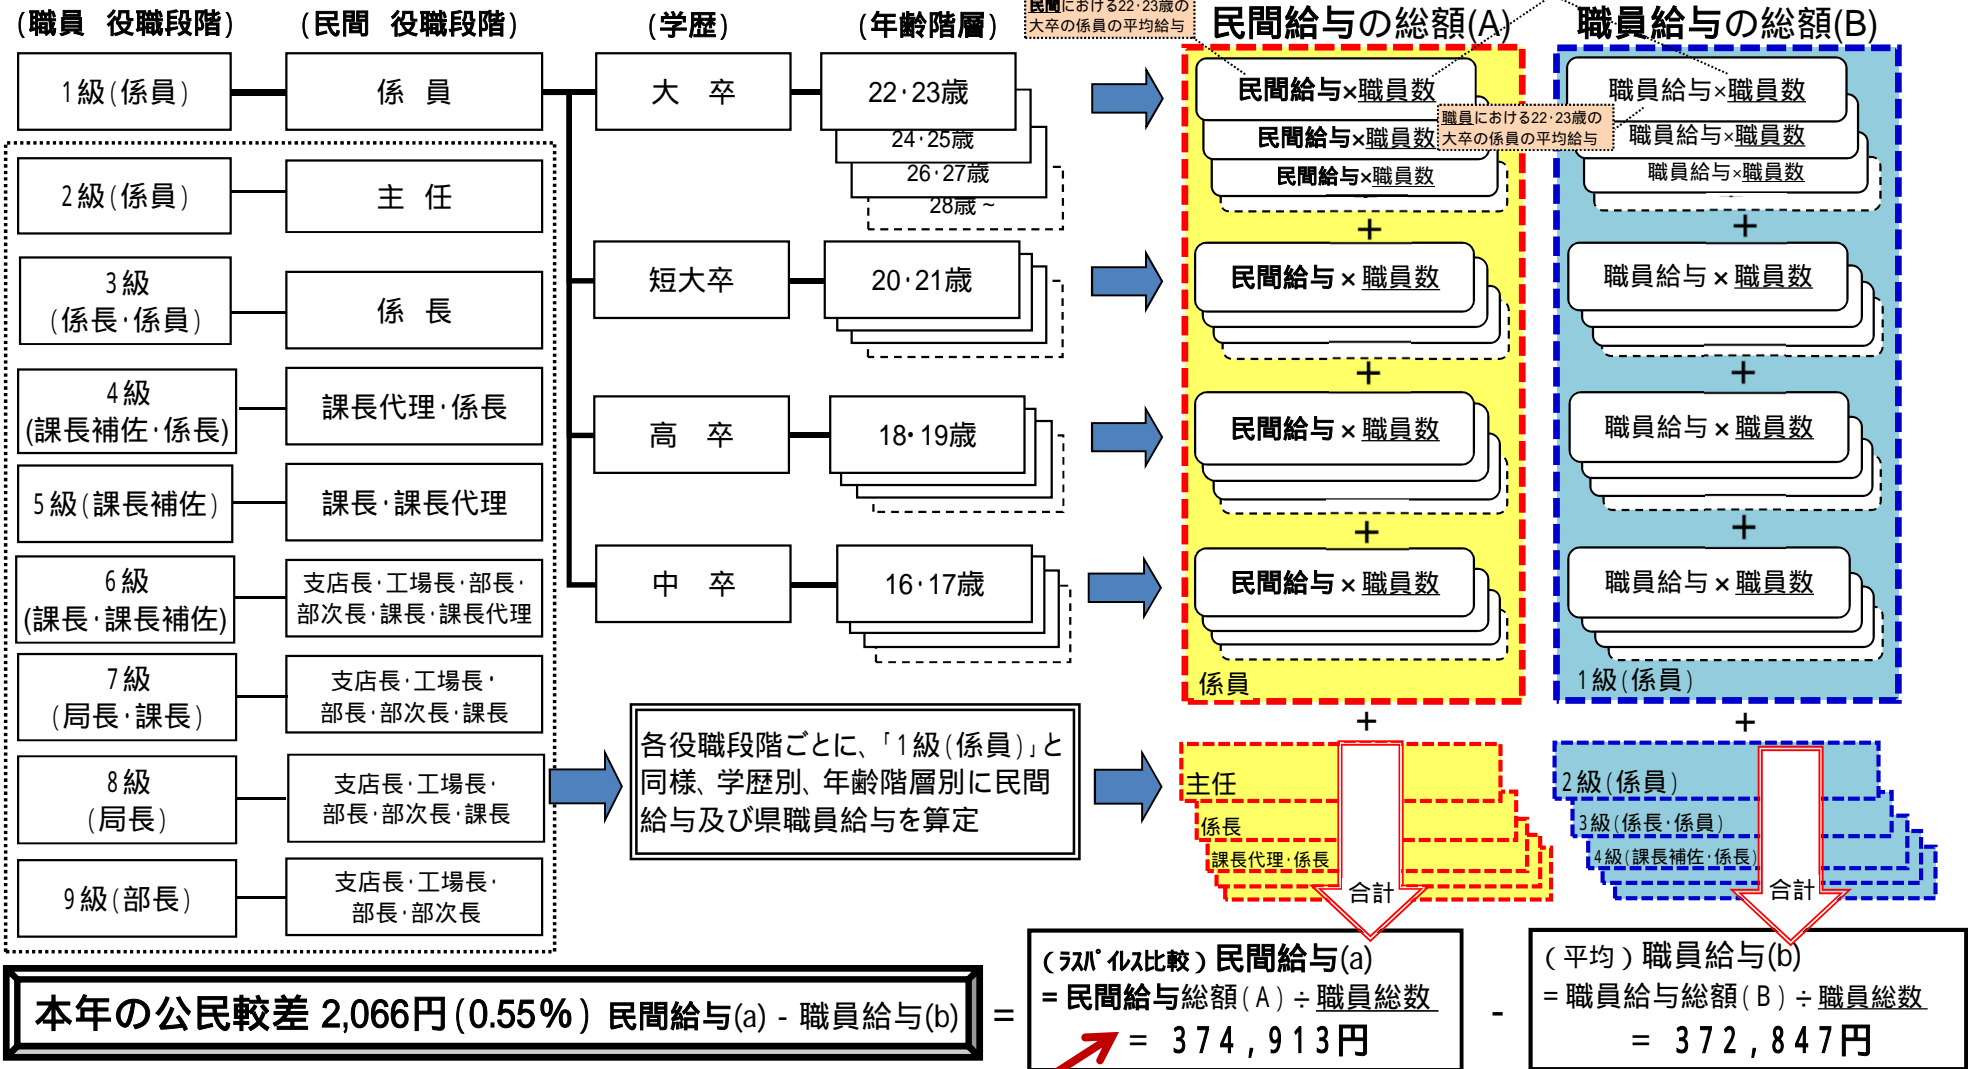 (職員 役職段階)
(民間 役職段階)
(学歴)
(年齢階層)
民間における22・23歳の
大卒の係員の平均給与
民間給与の総額(A)
職員給与の総額(B)
1級(係員)
係 員
大 卒
22・23歳
24・25歳
26・27歳
28歳 ~
民間給与×職員数
民間給与×職員数
民間給与×職員数
職員給与×職員数
職員における22・23歳の
大卒の係員の平均給与
職員給与×職員数
職員給与×職員数
2級(係員)
主 任
+
+
3級
(係長・係員)
係 長
短大卒
20・21歳
民間給与 × 職員数
職員給与 × 職員数
+
+
4級
(課長補佐・係長)
課長代理・係長
高 卒
18・19歳
民間給与 × 職員数
職員給与 × 職員数
5級(課長補佐)
課長・課長代理
+
+
6級
(課長・課長補佐)
支店長・工場長・部長・
部次長・課長・課長代理
中 卒
16・17歳
民間給与 × 職員数
職員給与 × 職員数
係員
1級(係員)
7級
(局長・課長)
支店長・工場長・
部長・部次長・課長
+
+
8級
(局長)
支店長・工場長・
部長・部次長・課長
各役職段階ごとに、「1級(係員)」と
同様、学歴別、年齢階層別に民間
給与及び県職員給与を算定
主任
係長
課長代理・係長
合計
2級(係員)
3級(係長・係員)
4級(課長補佐・係長)
合計
9級(部長)
支店長・工場長・
部長・部次長
本年の公民較差 2,066円(0.55%) 民間給与(a) - 職員給与(b)
=
(ラスパイレス比較)民間給与(a)
= 民間給与総額(A)÷職員総数
= 374,913円
-
(平均)職員給与(b)
= 職員給与総額(B)÷職員総数
= 372,847円